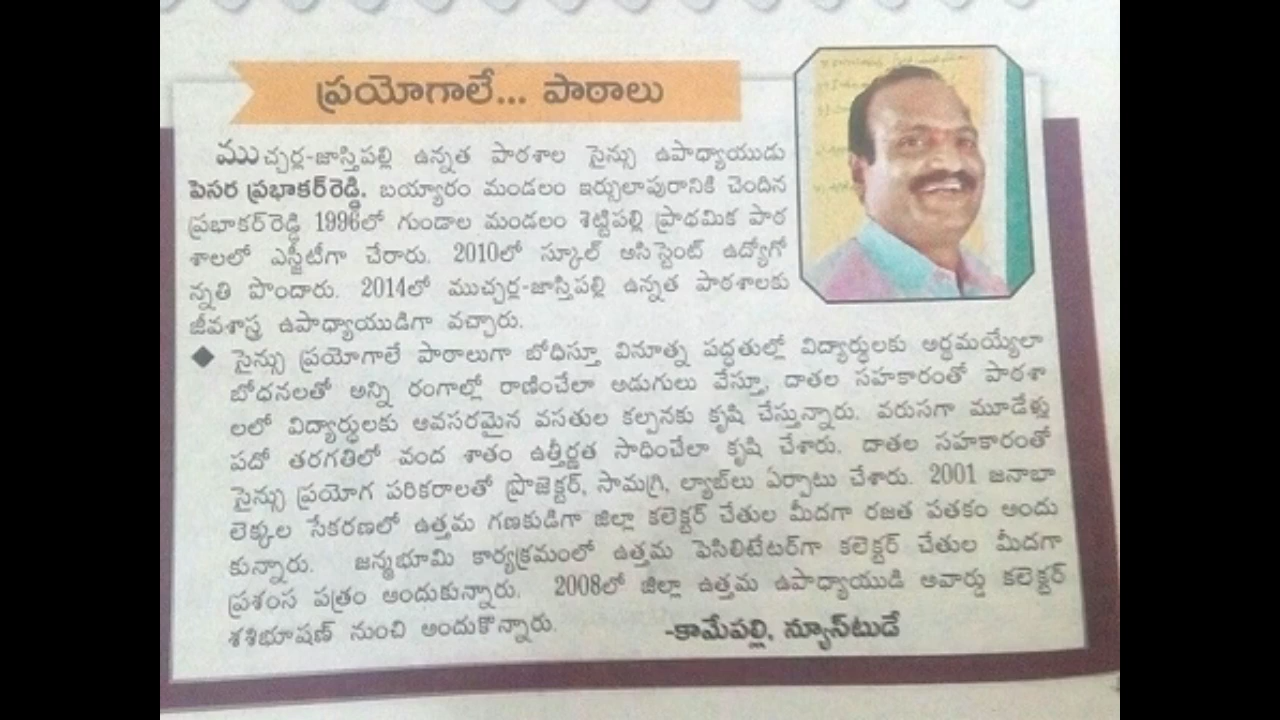 ప్రయోగాలే... పాఠాలు
ముచ్చర్ల-జాస్తిపల్లి ఉన్నత పాఠశాల సైన్సు ఉపాధ్యాయుడు
పెసర ప్రభాకర్‌రెడ్డి. బయ్యారం మండలం ఇర్సులాపురానికి చెందిన
ప్రభాకర్‌రెడ్డి 1996లో గుండాల మండలం శెట్టిపల్లి ప్రాథమిక పాఠ
శాలలో ఎస్జీటీగా చేరారు. 2010లో స్కూల్ అసిస్టెంట్ ఉద్యోగో
న్నతి పొందారు. 2014లో ముచ్చర్ల-జాస్తిపల్లి ఉన్నత పాఠశాలకు
జీవశాస్త్ర ఉపాధ్యాయుడిగా వచ్చారు.
◆ సైన్సు ప్రయోగాలే పాఠాలుగా బోధిస్తూ వినూత్న పద్ధతుల్లో విద్యార్థులకు అర్థమయ్యేలా
బోధనలతో అన్ని రంగాల్లో రాణించేలా అడుగులు వేస్తూ, దాతల సహకారంతో పాఠశా
లలో విద్యార్థులకు అవసరమైన వసతుల కల్పనకు కృషి చేస్తున్నారు. వరుసగా మూడేళ్లు
పదో తరగతిలో వంద శాతం ఉత్తీర్ణత సాధించేలా కృషి చేశారు. దాతల సహకారంతో
సైన్సు ప్రయోగ పరికరాలతో ప్రొజెక్టర్, సామగ్రి, ల్యాబ్‌లు ఏర్పాటు చేశారు. 2001 జనాభా
లెక్కల సేకరణలో ఉత్తమ గణకుడిగా జిల్లా కలెక్టర్ చేతుల మీదగా రజత పతకం అందు
కున్నారు. జన్మభూమి కార్యక్రమంలో ఉత్తమ ఫెసిలిటేటర్‌గా కలెక్టర్ చేతుల మీదగా
ప్రశంస పత్రం అందుకున్నారు. 2008లో జిల్లా ఉత్తమ ఉపాధ్యాయుడి అవార్డు కలెక్టర్
శశిభూషణ్ నుంచి అందుకొన్నారు.
-కామేపల్లి, న్యూస్‌టుడే